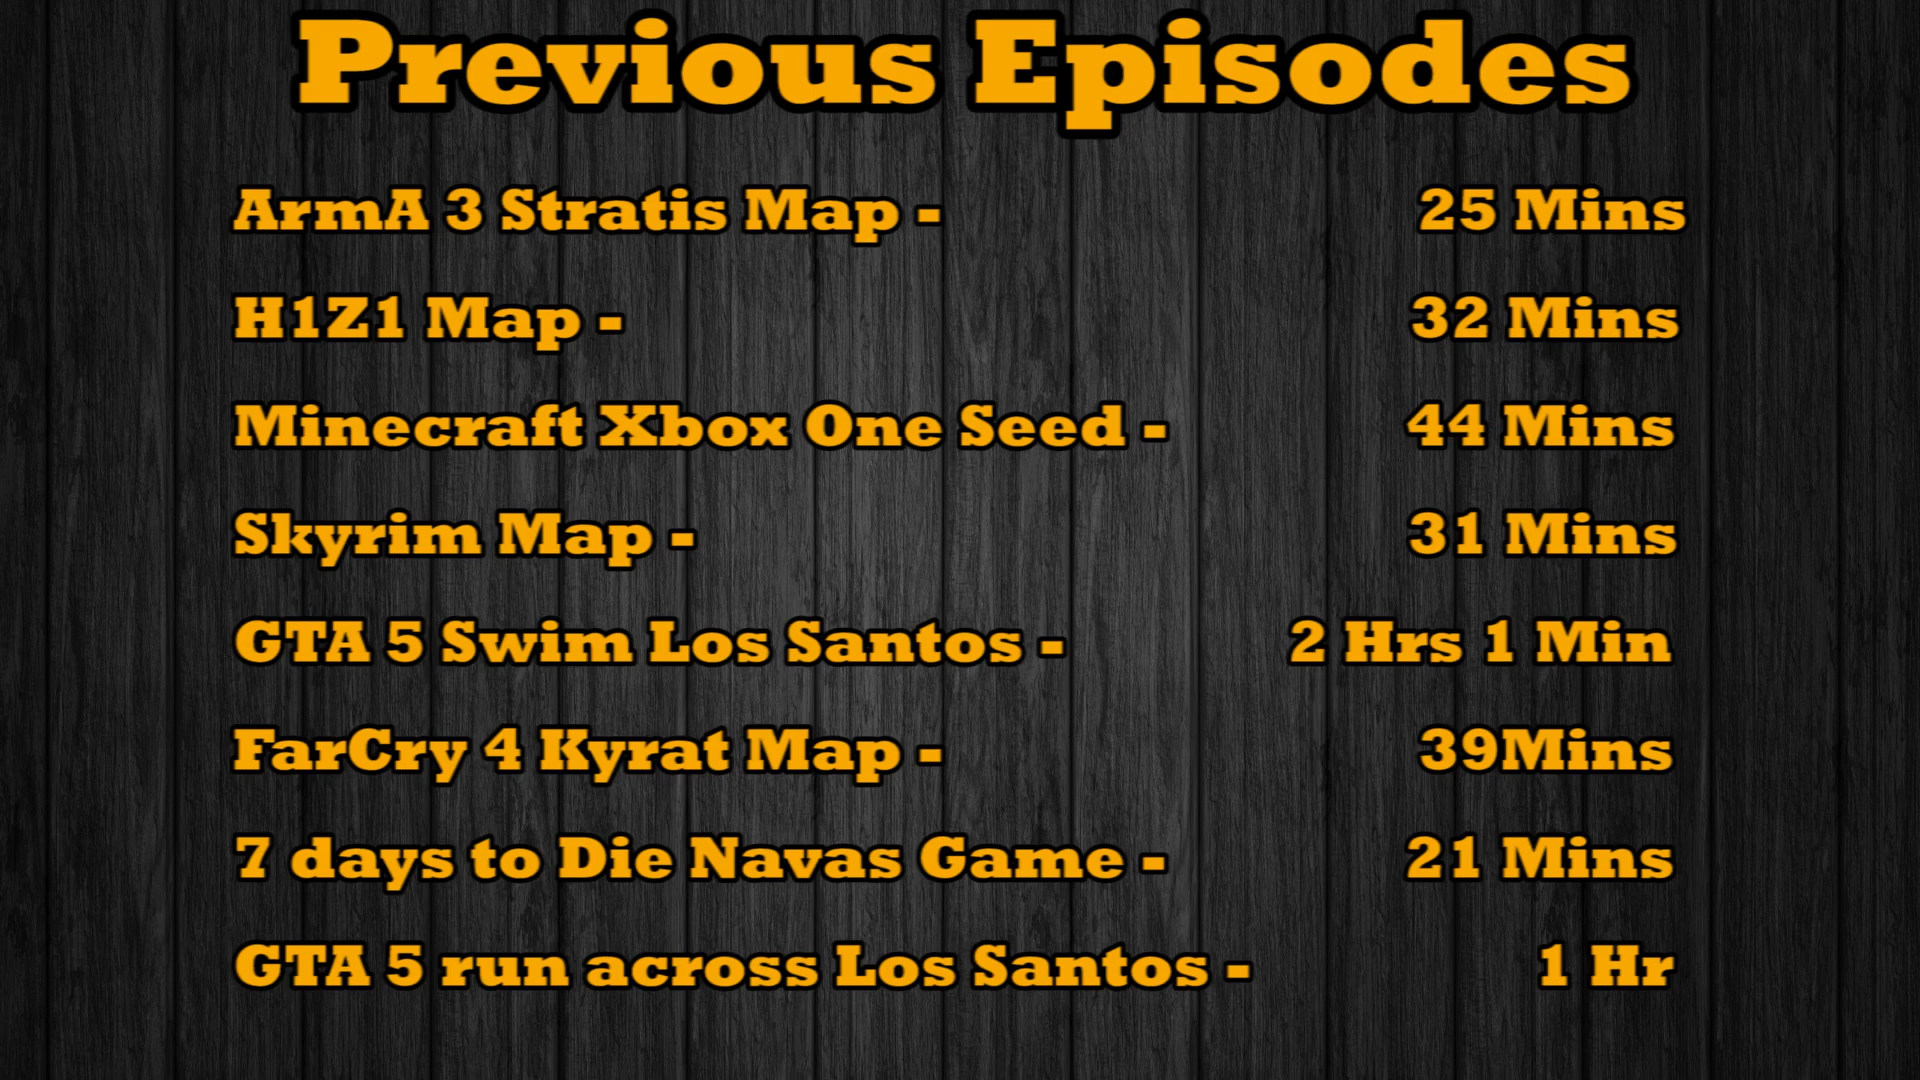 Previous Episodes
ArmA 3 Stratis Map - 25 Mins
H1Z1 Map - 32 Mins
Minecraft Xbox One Seed - 44 Mins
Skyrim Map - 31 Mins
GTA 5 Swim Los Santos - 2 Hrs 1 Min
FarCry 4 Kyrat Map - 39Mins
7 days to Die Navas Game - 21 Mins
GTA 5 run across Los Santos - 1 Hr